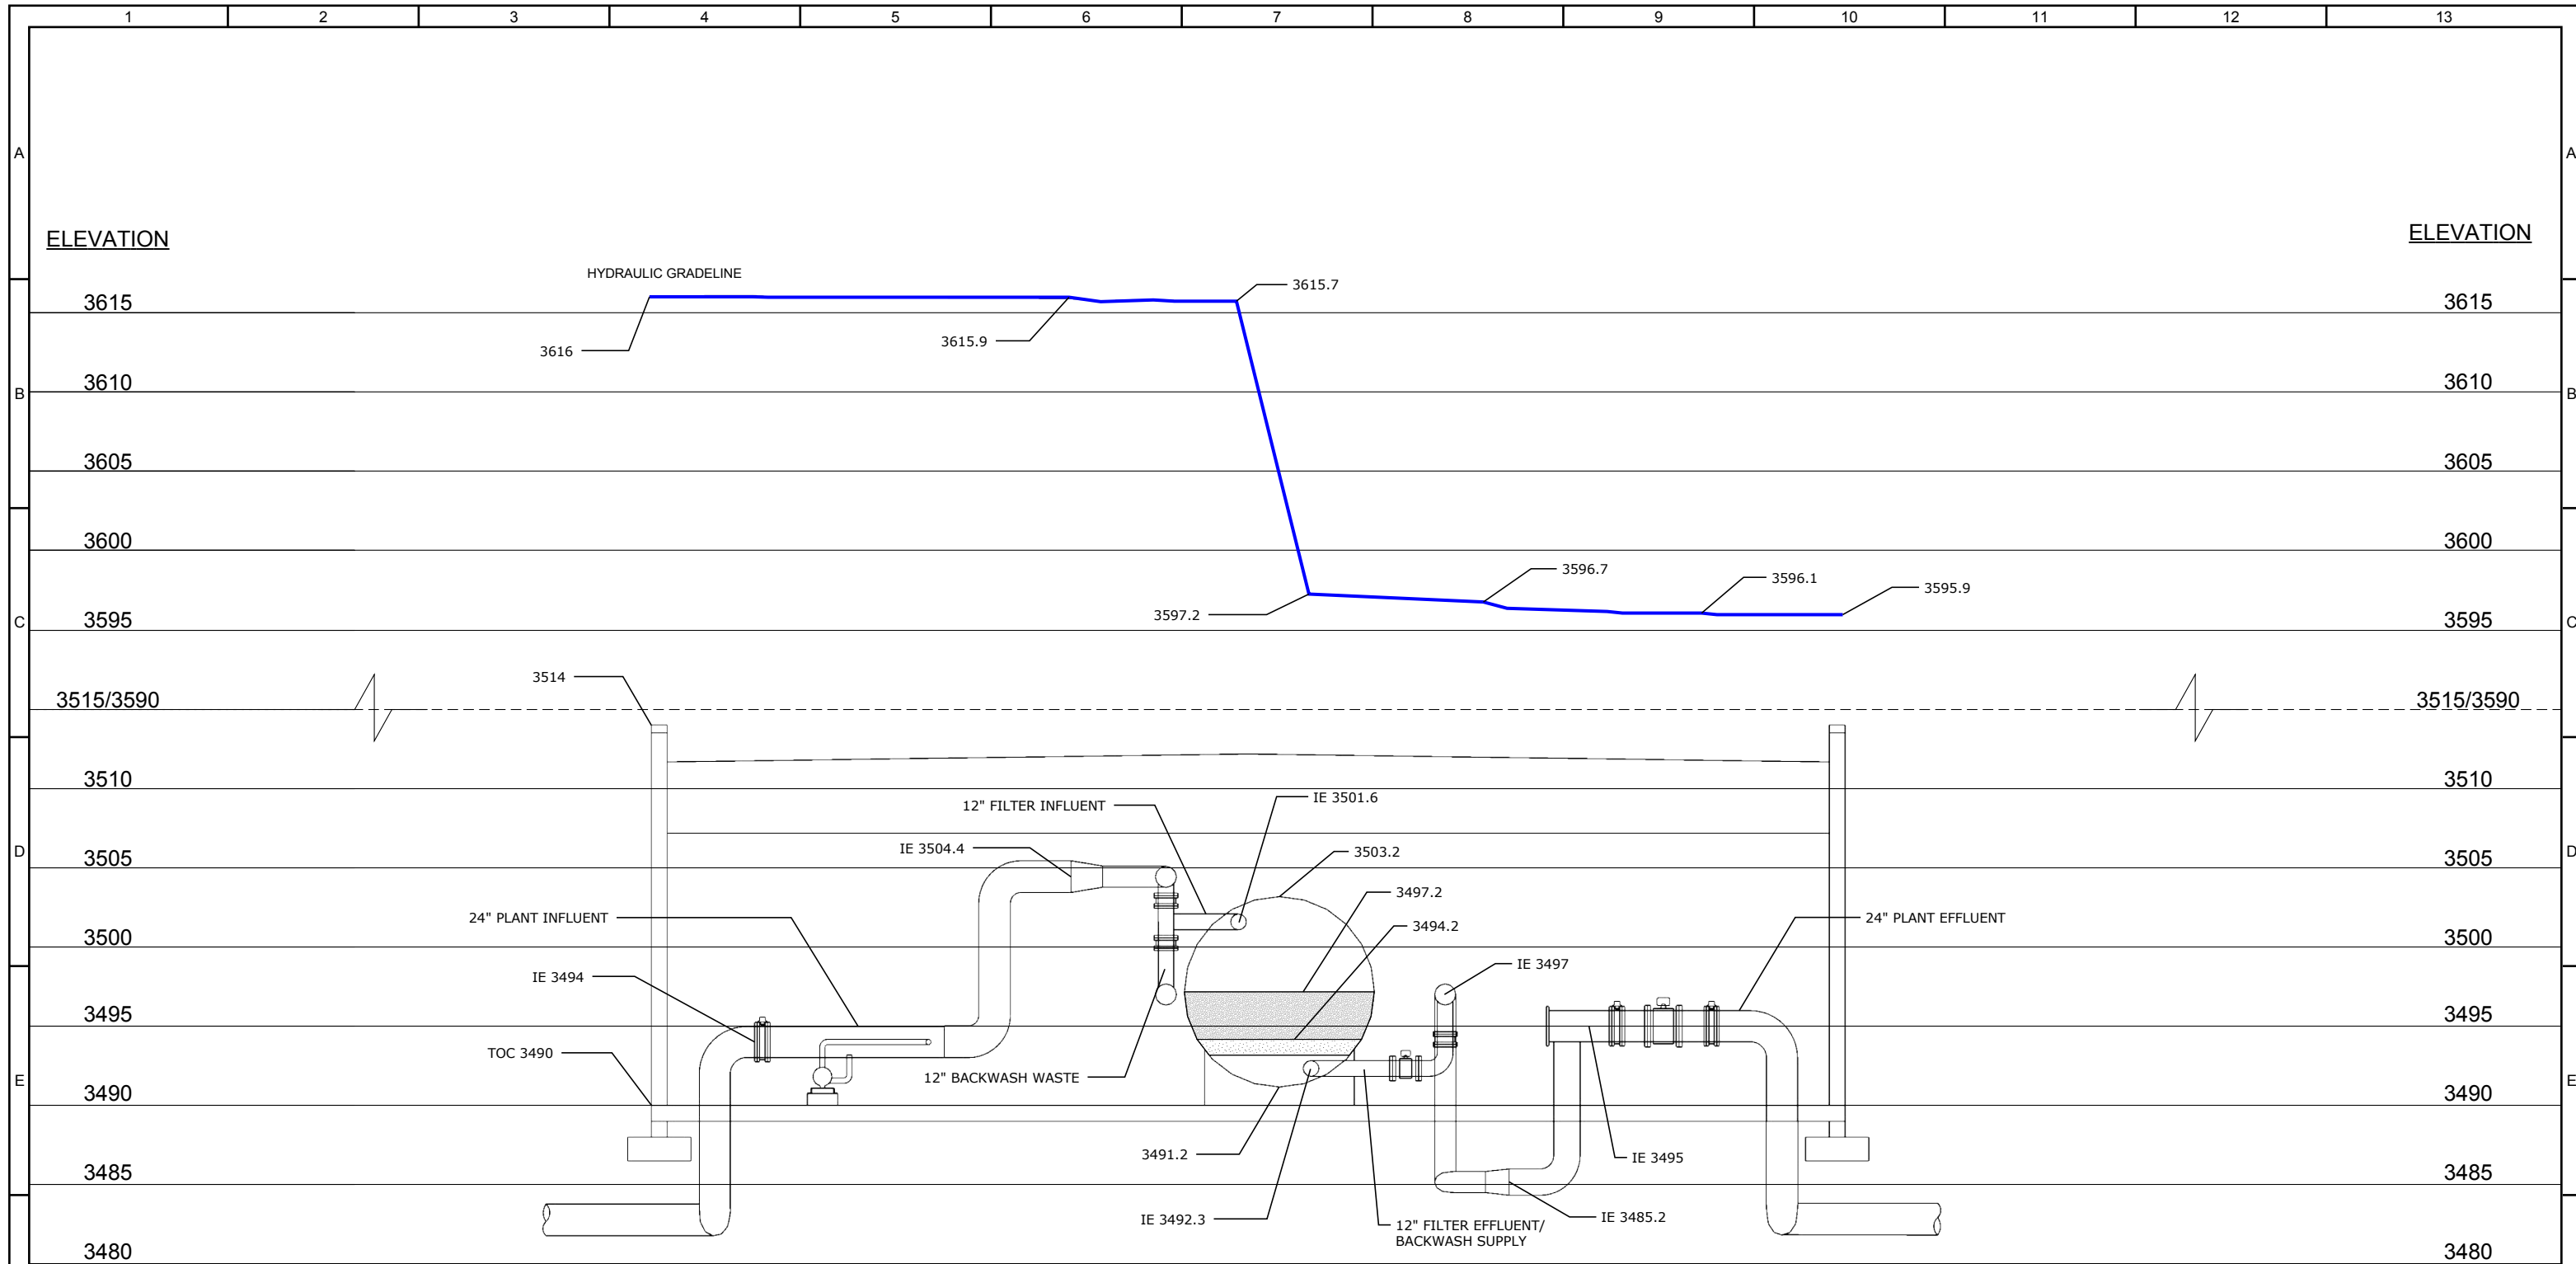 1 2 3 4 5 6 7 8 9 10 11 12 13
A A
ELEVATION ELEVATION
HYDRAULIC GRADELINE
3615.7
3615 3615
3615.9
3616
3610 3610
B B
3605 3605
3600 3600
3596.7
3596.1
3595.9
3597.2
C C
3595 3595
3514
3515/3590 3515/3590
3510 3510
12" FILTER INFLUENT
IE 3501.6
IE 3504.4
3503.2
D D
3505 3505
3497.2
24" PLANT INFLUENT
3494.2
24" PLANT EFFLUENT
3500 3500
IE 3494
IE 3497
3495 3495
TOC 3490
12" BACKWASH WASTE
E E
3490 3490
3491.2
IE 3495
3485 3485
IE 3492.3
IE 3485.2
12" FILTER EFFLUENT/
BACKWASH SUPPLY
3480 3480